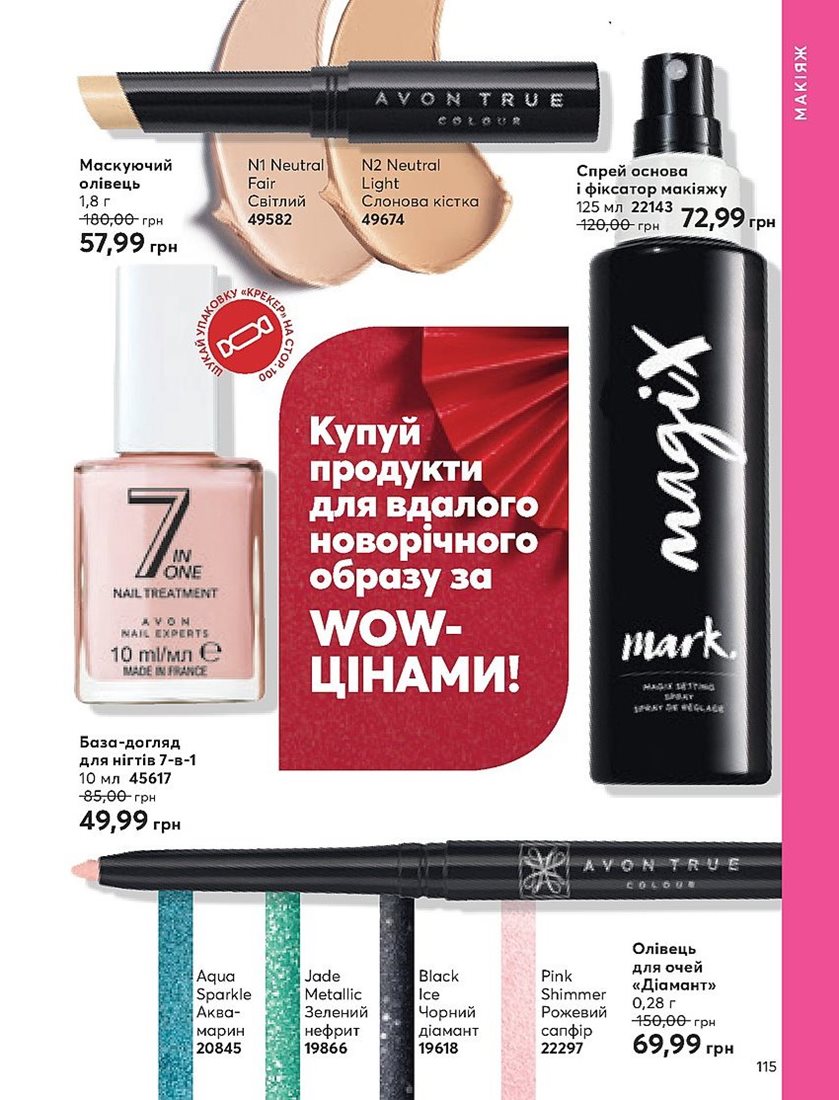 МАКІЯЖ
AVON TRUE
COLOUR
Маскуючий
олівець
1,8 г
180,00 грн
57,99 грн
N1 Neutral
Fair
Світлий
49582
N2 Neutral
Light
Слонова кістка
49674
Спрей основа
і фіксатор макіяжу
125 мл 22143
120,00 грн 72,99 грн
ШУКАЙ УПАКОВКУ «КРЕКЕР» НА СТОР. 100
7
IN
ONE
NAIL TREATMENT
AVON
NAIL EXPERTS
10 ml/мл ℮
MADE IN FRANCE
Купуй
продукти
для вдалого
новорічного
образу за
WOW-
ЦІНАМИ!
magiX
mark.
MAGIX SETTING
SPRAY
SPRAY DE RÉGLAGE
База-догляд
для нігтів 7-в-1
10 мл 45617
85,00 грн
49,99 грн
AVON TRUE
COLOUR
Aqua
Sparkle
Аква-
марин
20845
Jade
Metallic
Зелений
нефрит
19866
Black
Ice
Чорний
діамант
19618
Pink
Shimmer
Рожевий
сапфір
22297
Олівець
для очей
«Діамант»
0,28 г
150,00 грн
69,99 грн
115